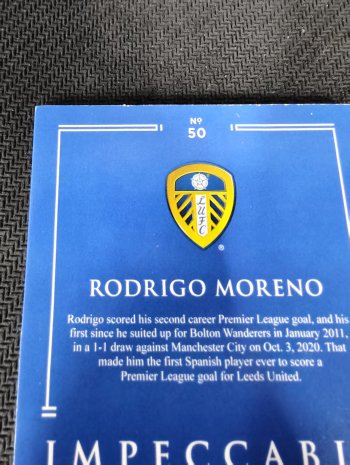 Nº
50
LUFC
®
RODRIGO MORENO
Rodrigo scored his second career Premier League goal, and his
first since he suited up for Bolton Wanderers in January 2011,
in a 1-1 draw against Manchester City on Oct. 3, 2020. That
made him the first Spanish player ever to score a
Premier League goal for Leeds United.
IMPECCABL